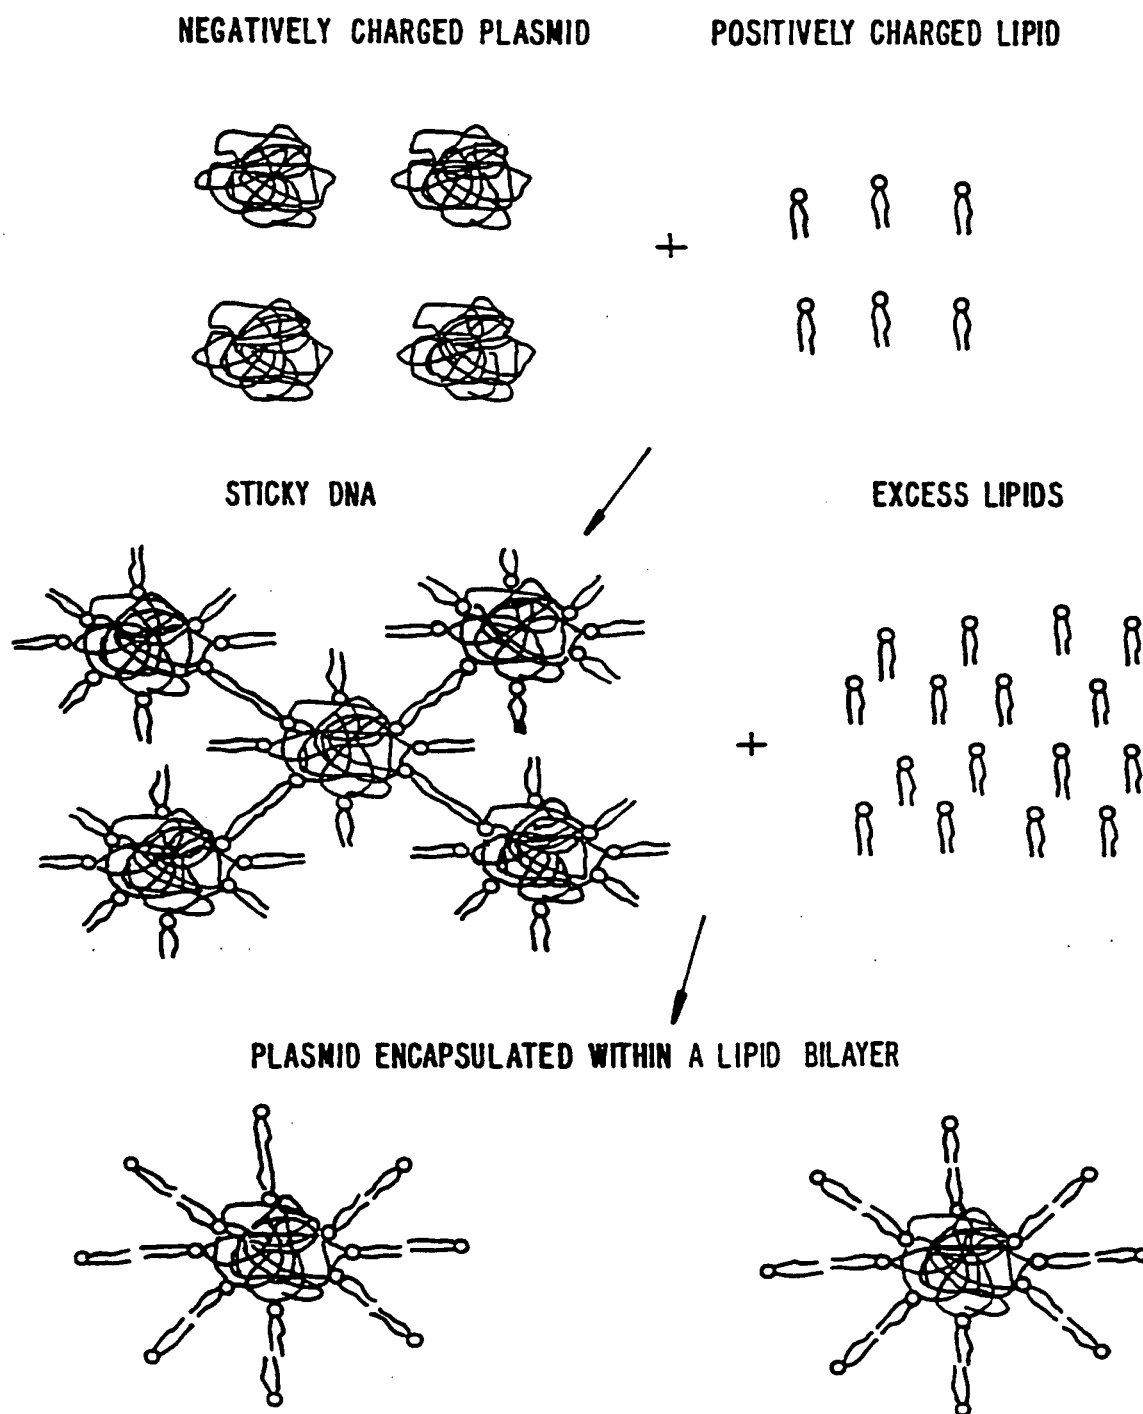 NEGATIVELY CHARGED PLASMID
POSITIVELY CHARGED LIPID
+
STICKY DNA
EXCESS LIPIDS
+
PLASMID ENCAPSULATED WITHIN A LIPID BILAYER